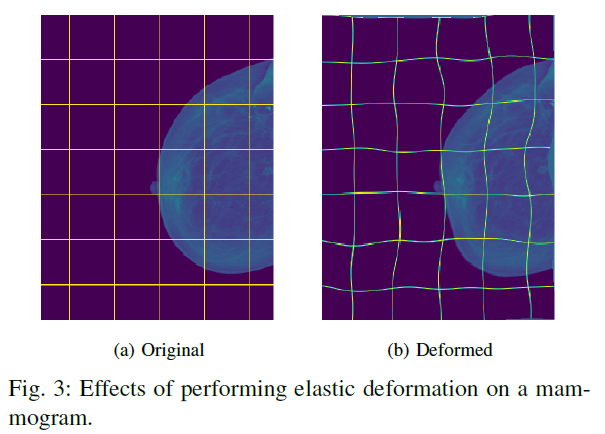 (a) Original
(b) Deformed
Fig. 3: Effects of performing elastic deformation on a mam-
mogram.